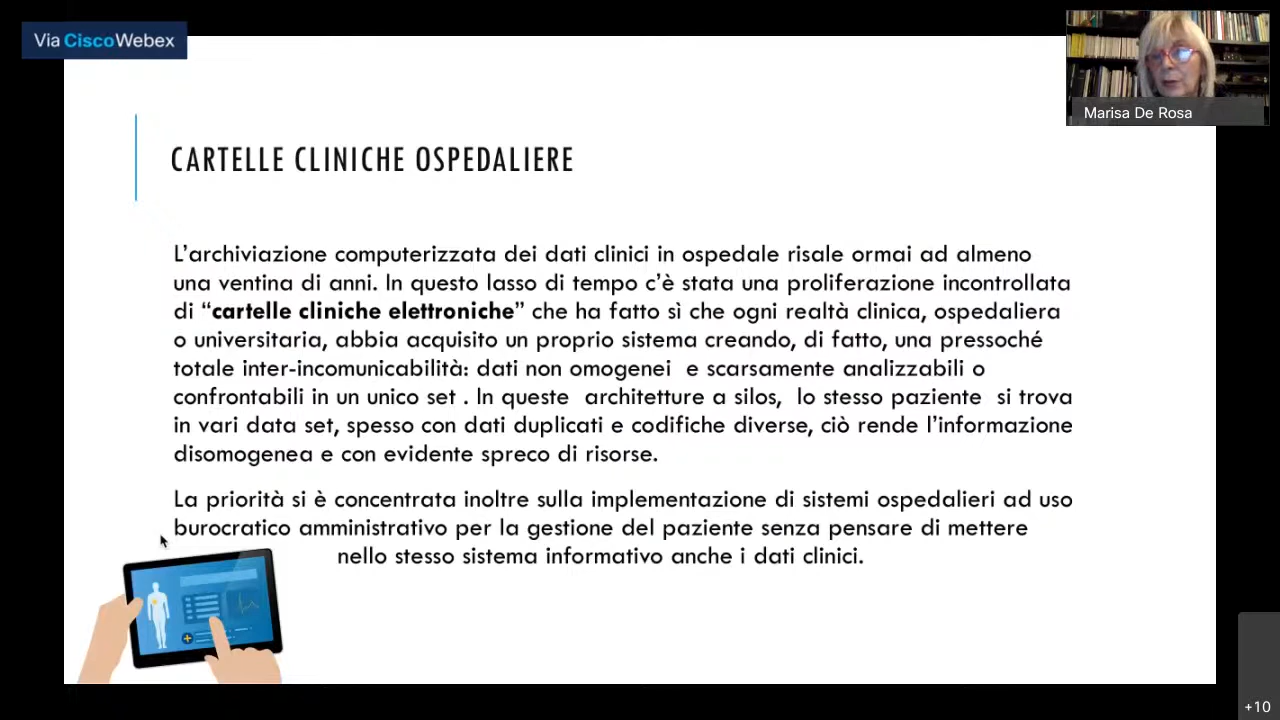 Via CiscoWebex
Marisa De Rosa
CARTELLE CLINICHE OSPEDALIERE
L’archiviazione computerizzata dei dati clinici in ospedale risale ormai ad almeno
una ventina di anni. In questo lasso di tempo c’è stata una proliferazione incontrollata
di “cartelle cliniche elettroniche” che ha fatto sì che ogni realtà clinica, ospedaliera
o universitaria, abbia acquisito un proprio sistema creando, di fatto, una pressoché
totale inter-incomunicabilità: dati non omogenei e scarsamente analizzabili o
confrontabili in un unico set . In queste architetture a silos, lo stesso paziente si trova
in vari data set, spesso con dati duplicati e codifiche diverse, ciò rende l’informazione
disomogenea e con evidente spreco di risorse.
La priorità si è concentrata inoltre sulla implementazione di sistemi ospedalieri ad uso
burocratico amministrativo per la gestione del paziente senza pensare di mettere
nello stesso sistema informativo anche i dati clinici.
+10